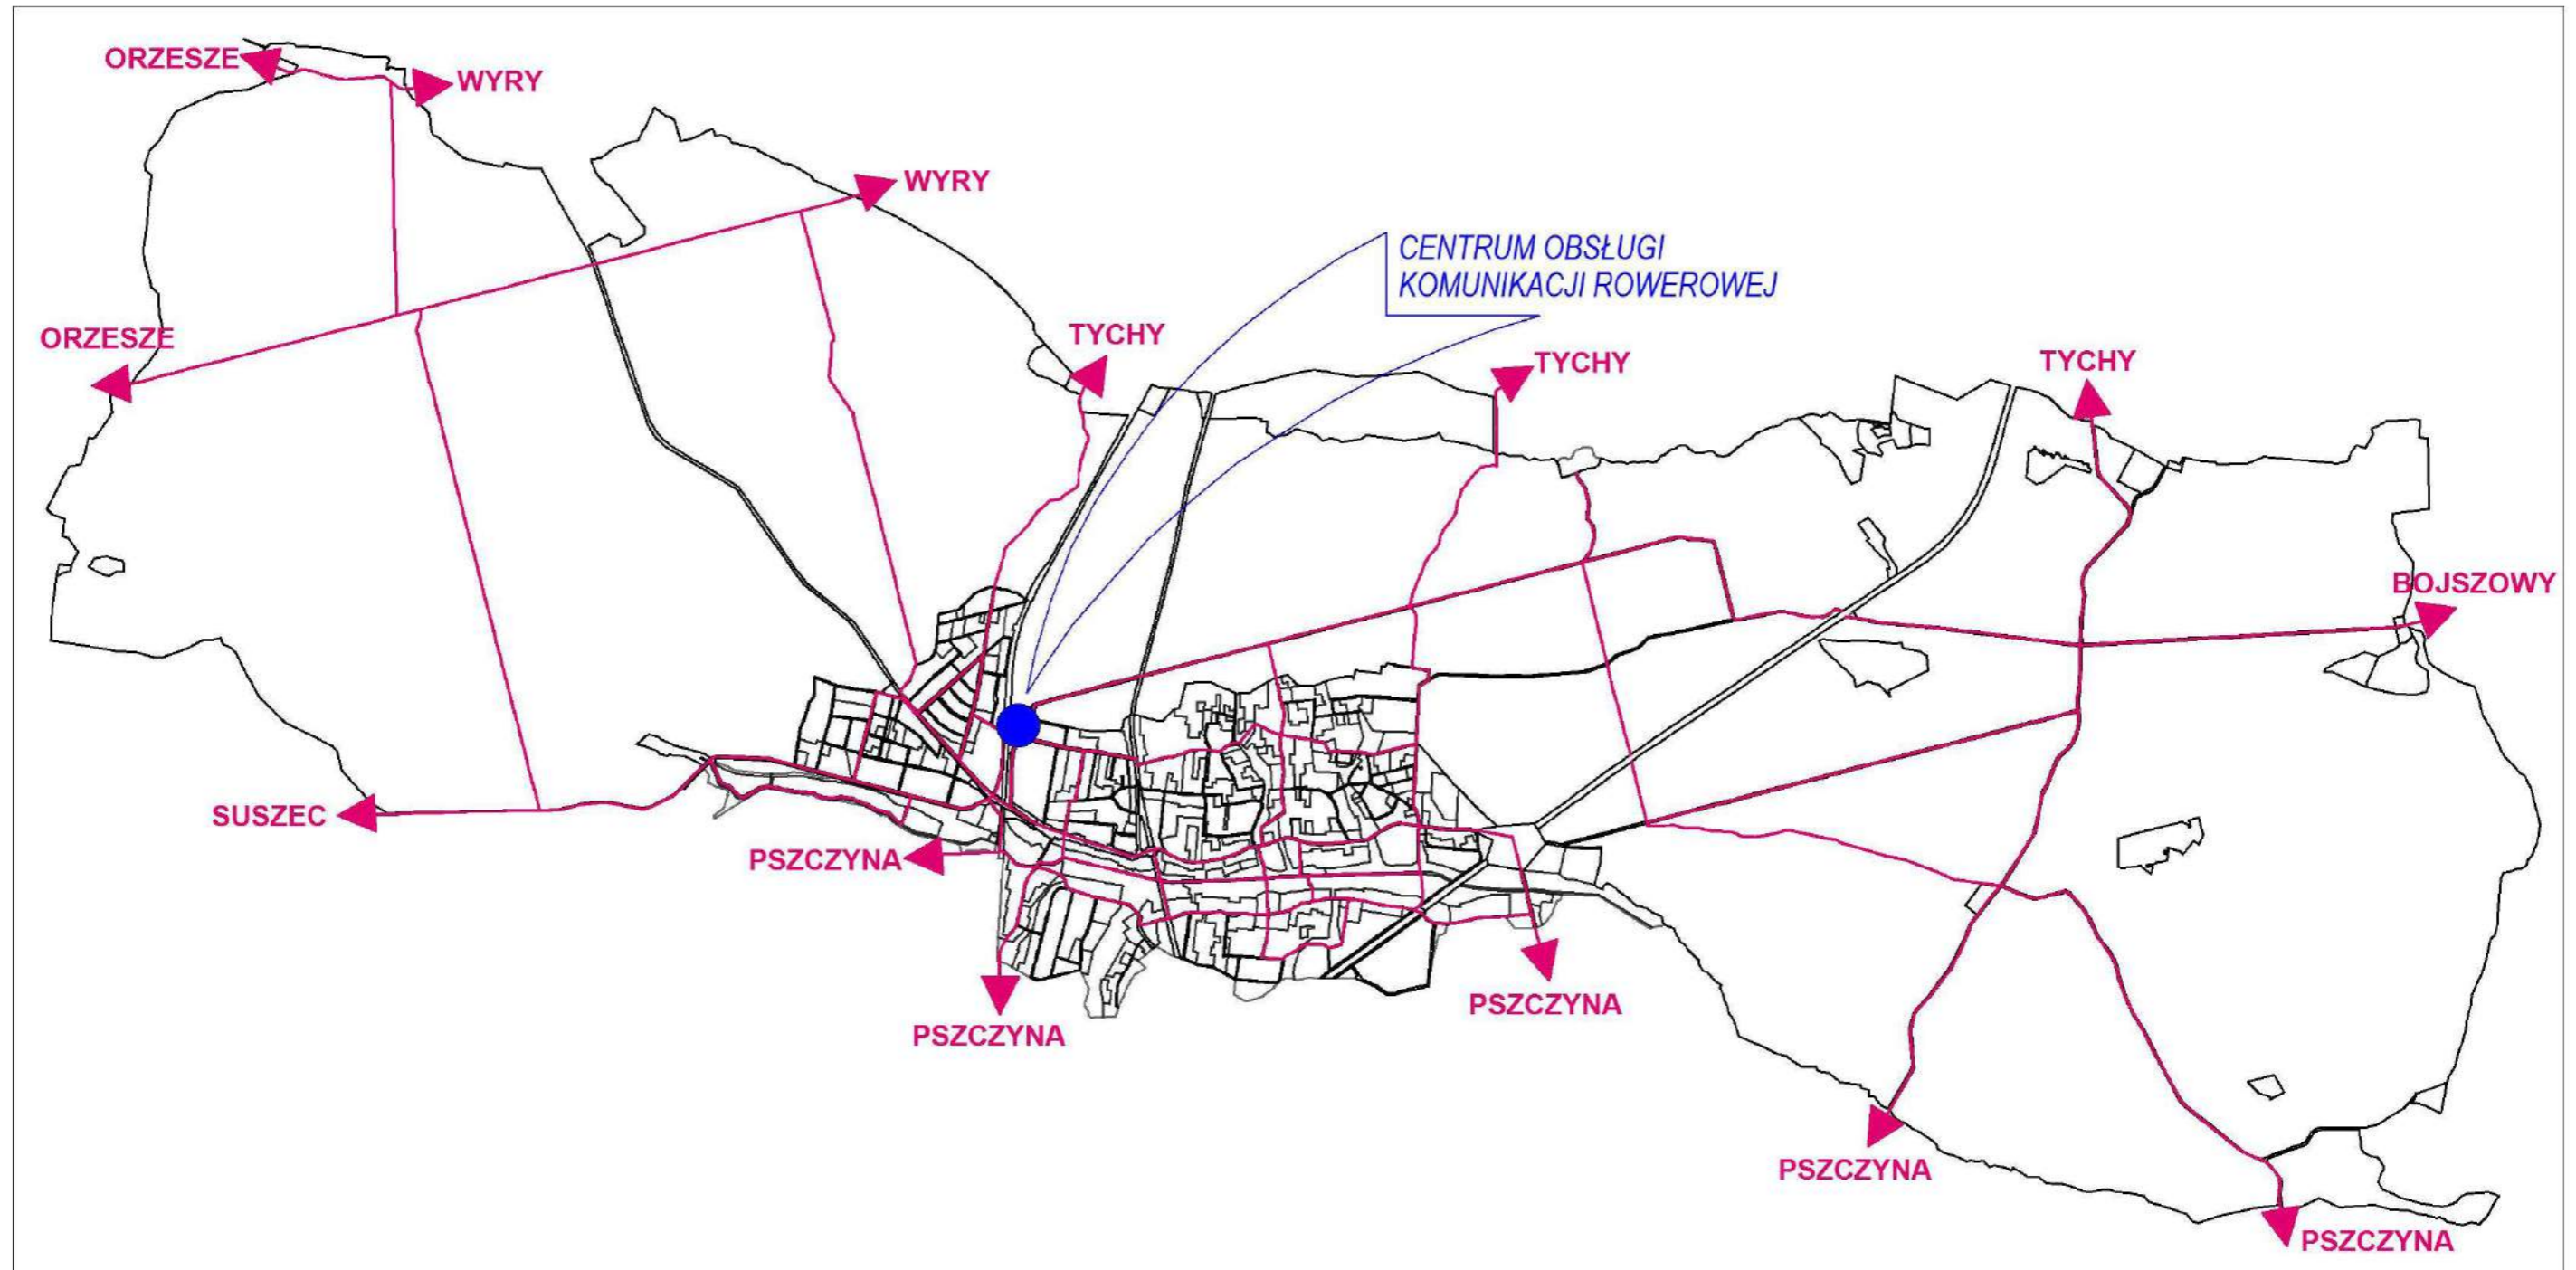 ORZESZE
WYRY
WYRY
CENTRUM OBSŁUGI
KOMUNIKACJI ROWEROWEJ
ORZESZE
TYCHY
TYCHY
TYCHY
BOJSZOWY
SUSZEC
PSZCZYNA
PSZCZYNA
PSZCZYNA
PSZCZYNA
PSZCZYNA